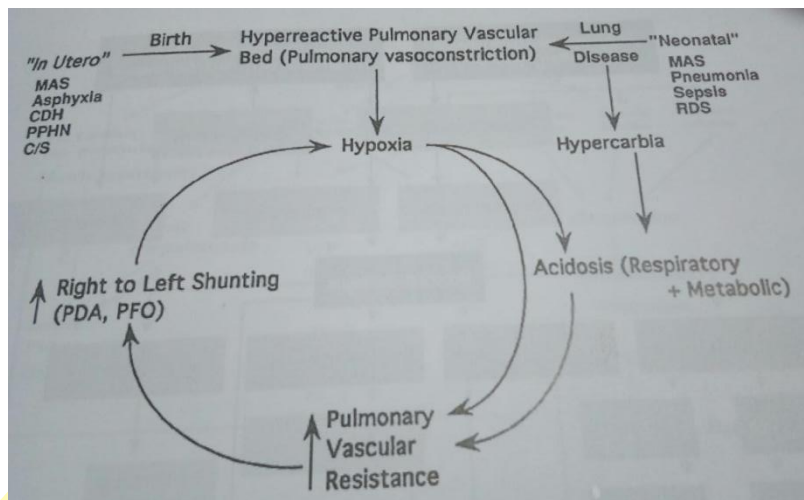 "In Utero"
MAS
Asphyxia
CDH
PPHN
C/S
Birth
Hyperreactive Pulmonary Vascular
Bed (Pulmonary vasoconstriction)
Lung
Disease
"Neonatal"
MAS
Pneumonia
Sepsis
RDS
Hypoxia
Hypercarbia
Acidosis (Respiratory
+ Metabolic)
Right to Left Shunting
(PDA, PFO)
Pulmonary
Vascular
Resistance